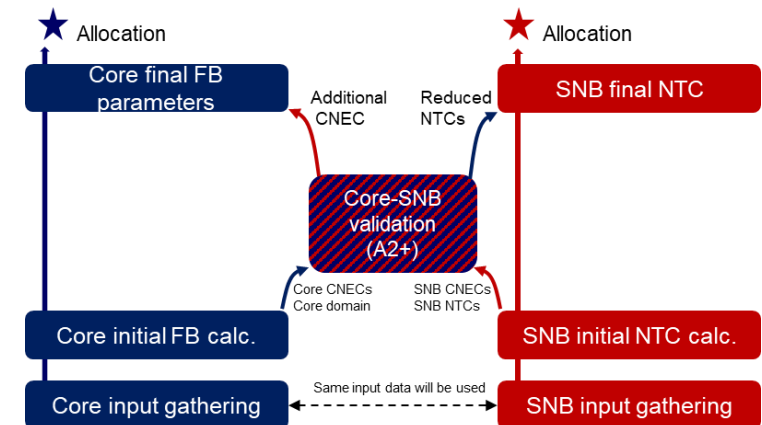 Allocation
Allocation
Core final FB
parameters
SNB final NTC
Additional
CNEC
Reduced
NTCs
Core-SNB
validation
(A2+)
Core CNECs
Core domain
SNB CNECs
SNB NTCs
Core initial FB calc.
SNB initial NTC calc.
Same input data will be used
Core input gathering
SNB input gathering